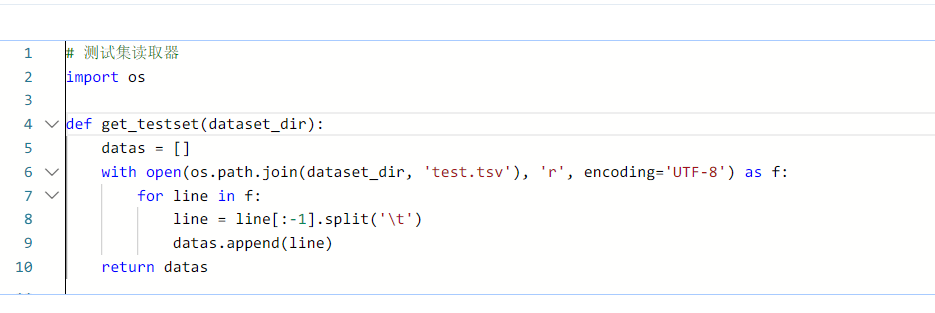 1 # 测试集读取器
2 import os
3
4 def get_testset(dataset_dir):
5     datas = []
6     with open(os.path.join(dataset_dir, 'test.tsv'), 'r', encoding='UTF-8') as f:
7         for line in f:
8             line = line[:-1].split('\t')
9             datas.append(line)
10     return datas